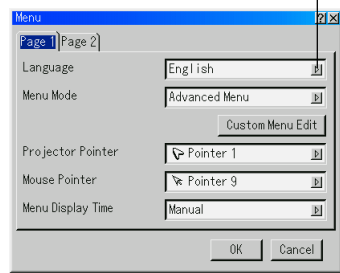 Menu
Page 1 Page 2
Language English
Menu Mode Advanced Menu
Custom Menu Edit
Projector Pointer Pointer 1
Mouse Pointer Pointer 9
Menu Display Time Manual
OK Cancel